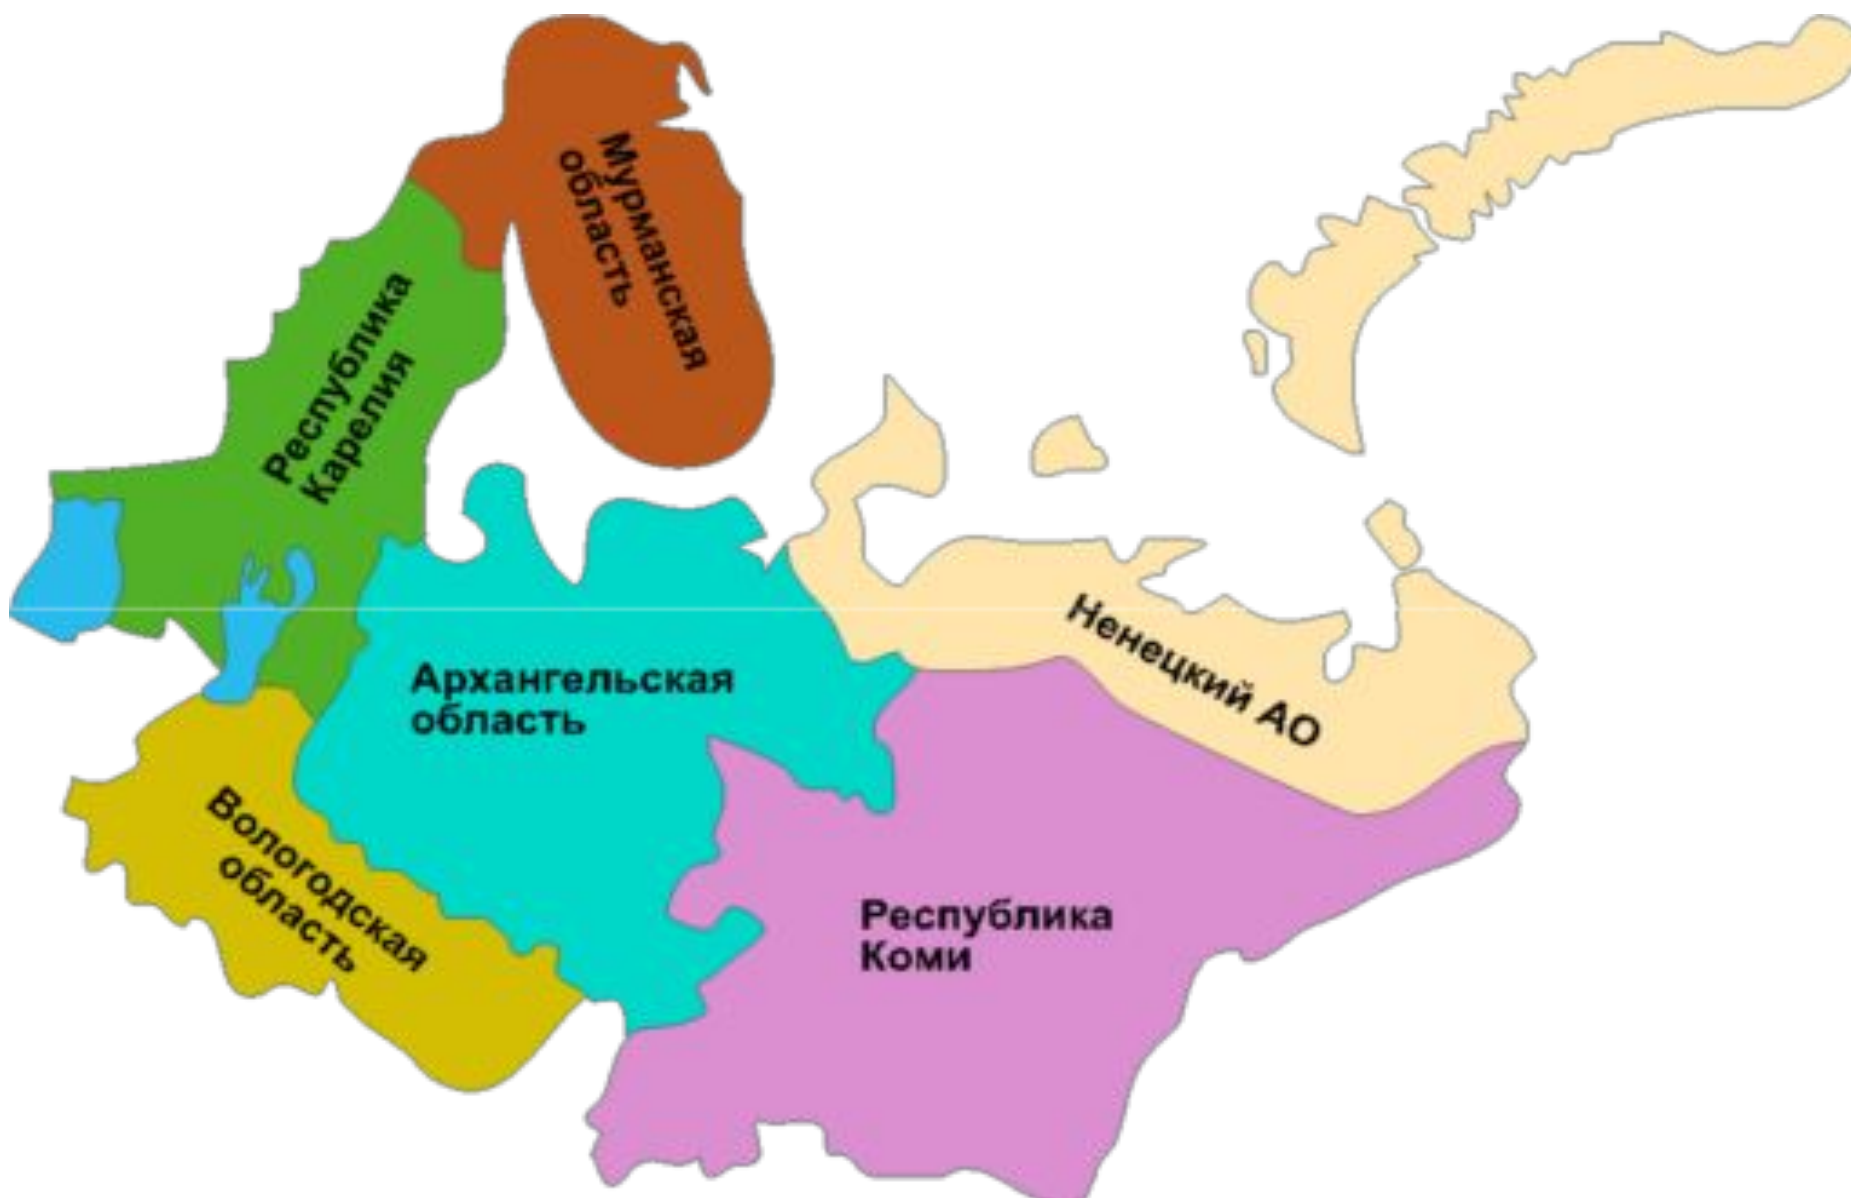 Мурманская
область
Республика
Карелия
Ненецкий АО
Архангельская
область
Вологодская
область
Республика
Коми